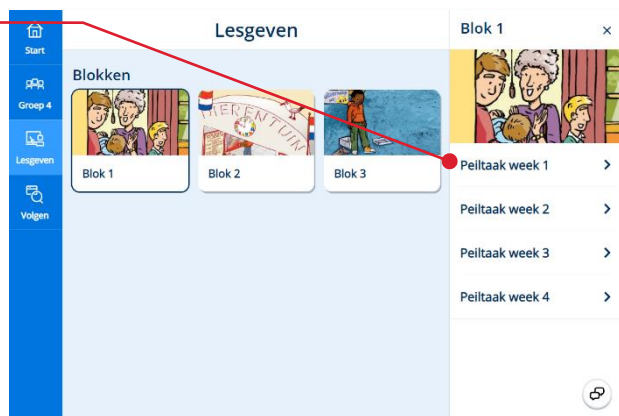 Start
Groep 4
Lesgeven
Volgen
Lesgeven
Blokken
Blok 1
DIERENTUIN
Blok 2
Blok 3
Blok 1
Peiltaak week 1
Peiltaak week 2
Peiltaak week 3
Peiltaak week 4